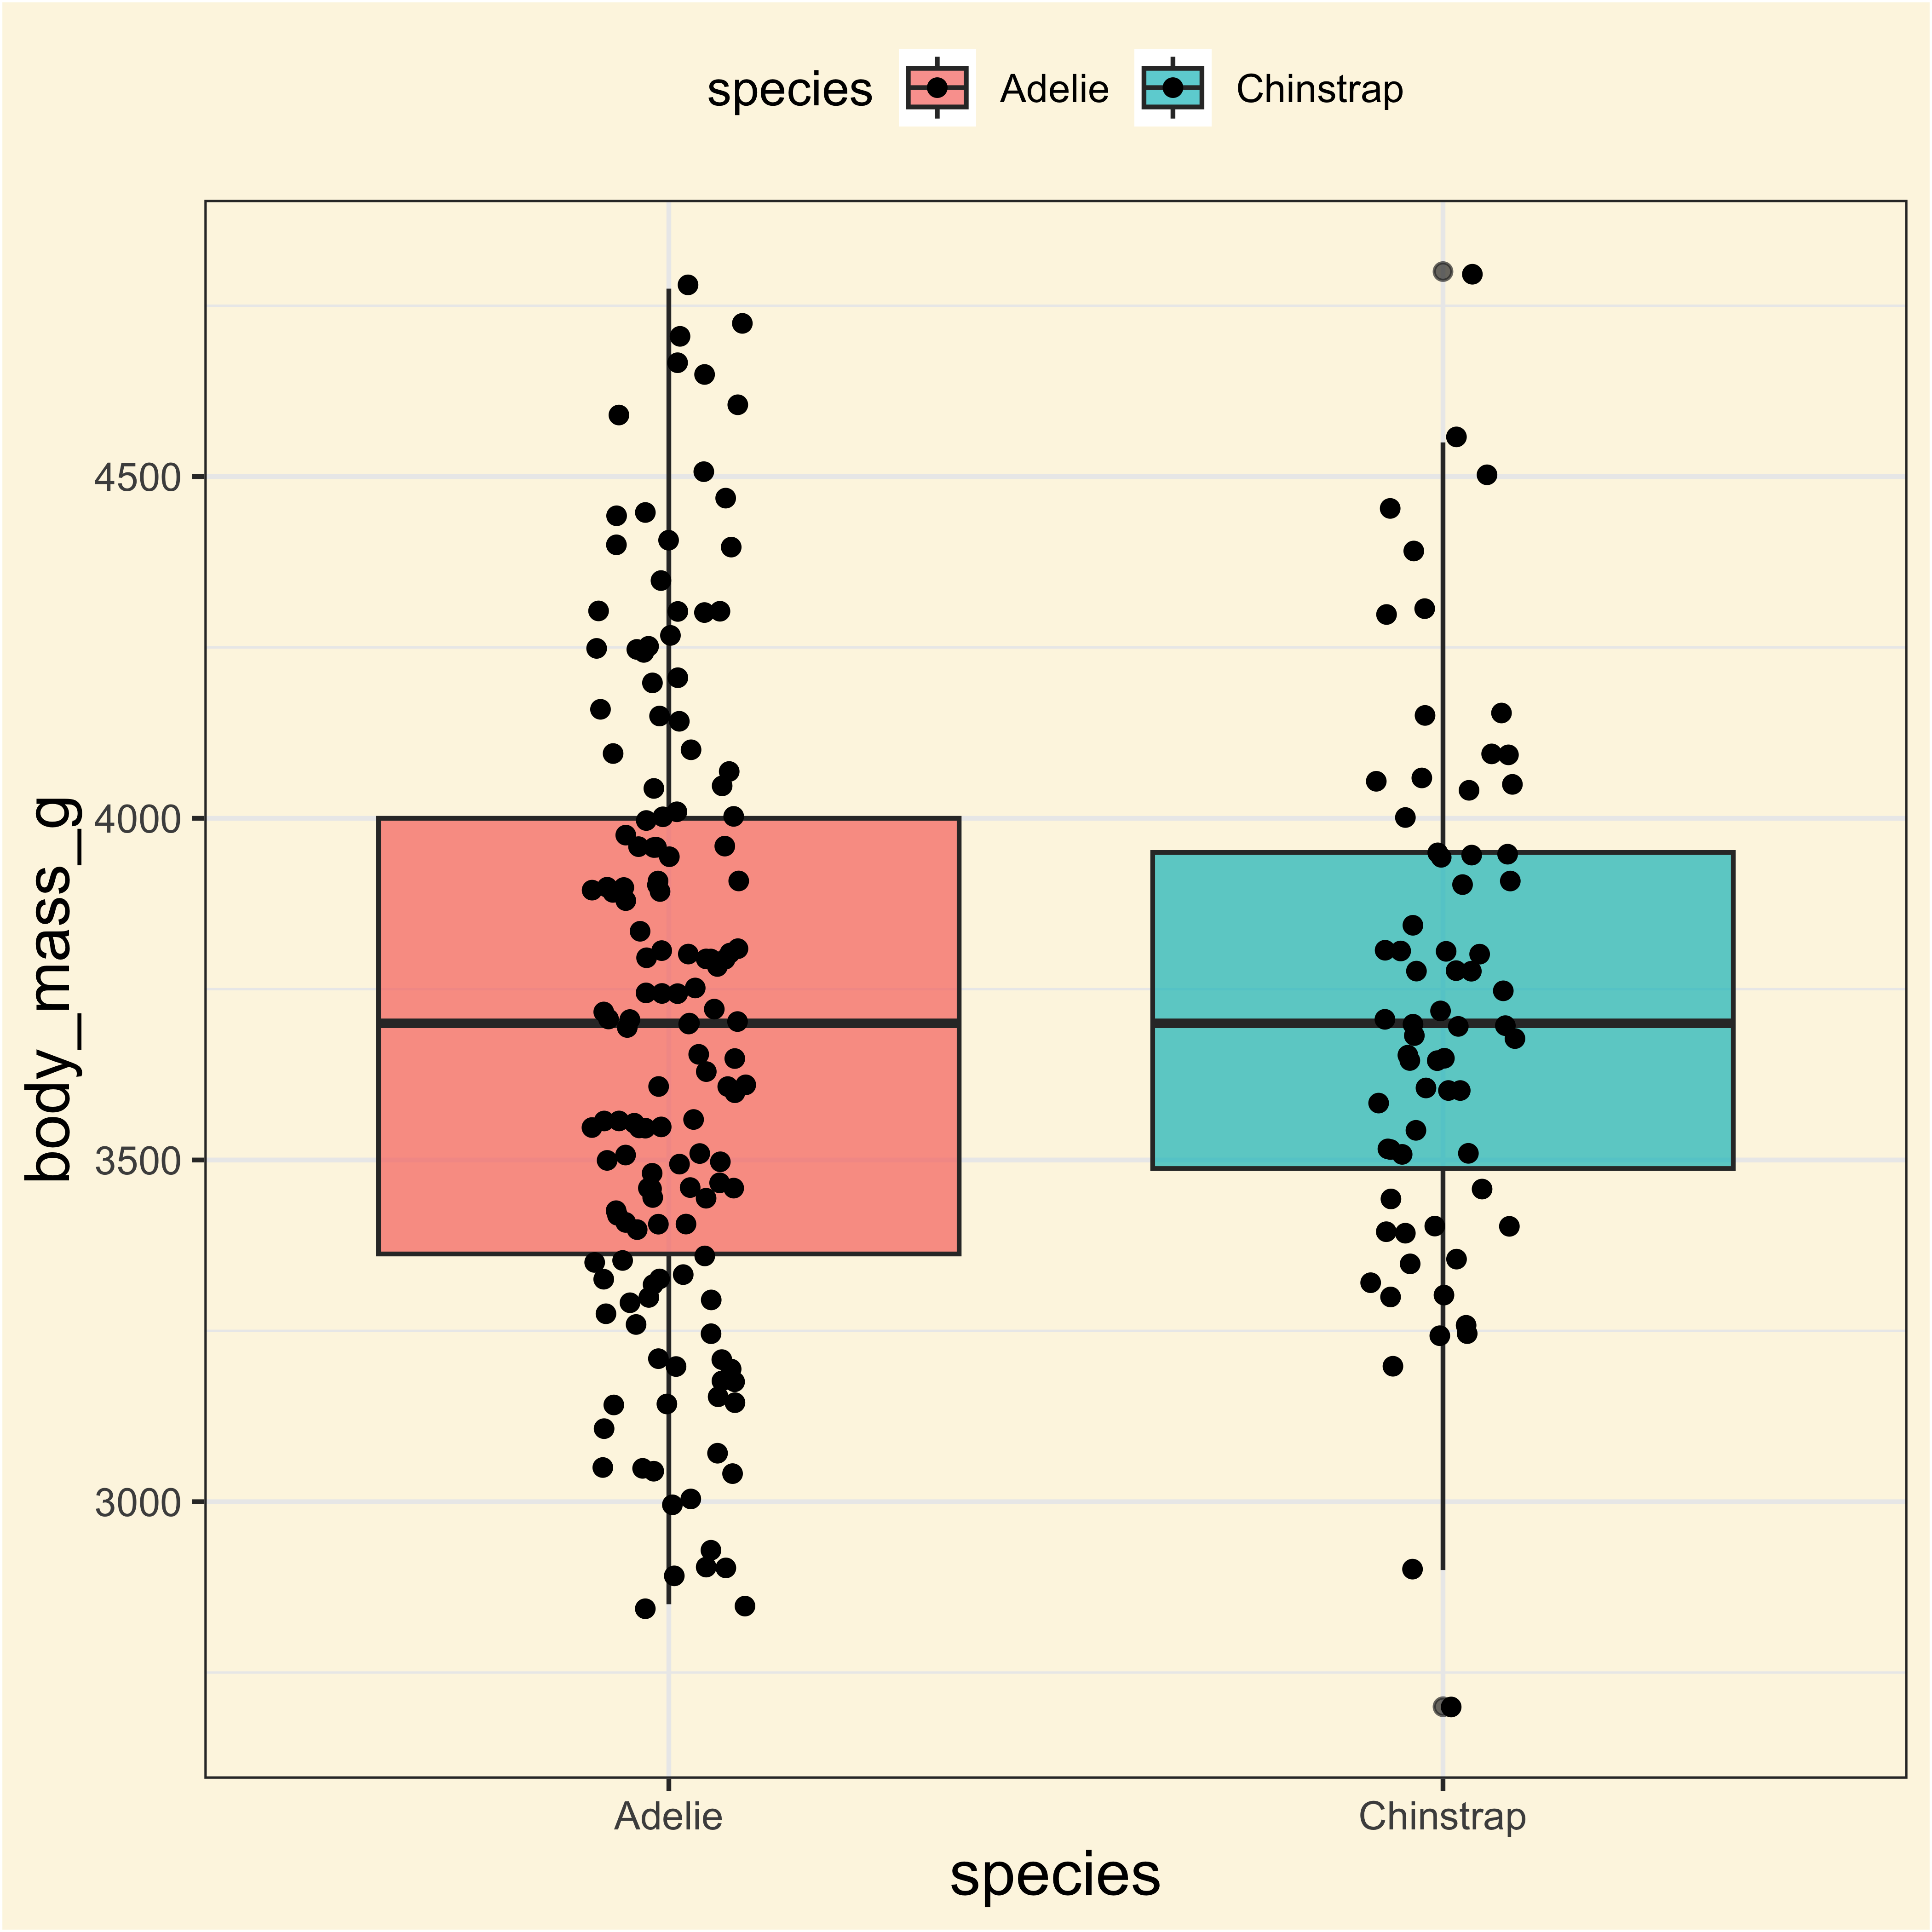 species Adelie Chinstrap
body_mass_g
4500
4000
3500
3000
Adelie Chinstrap
species